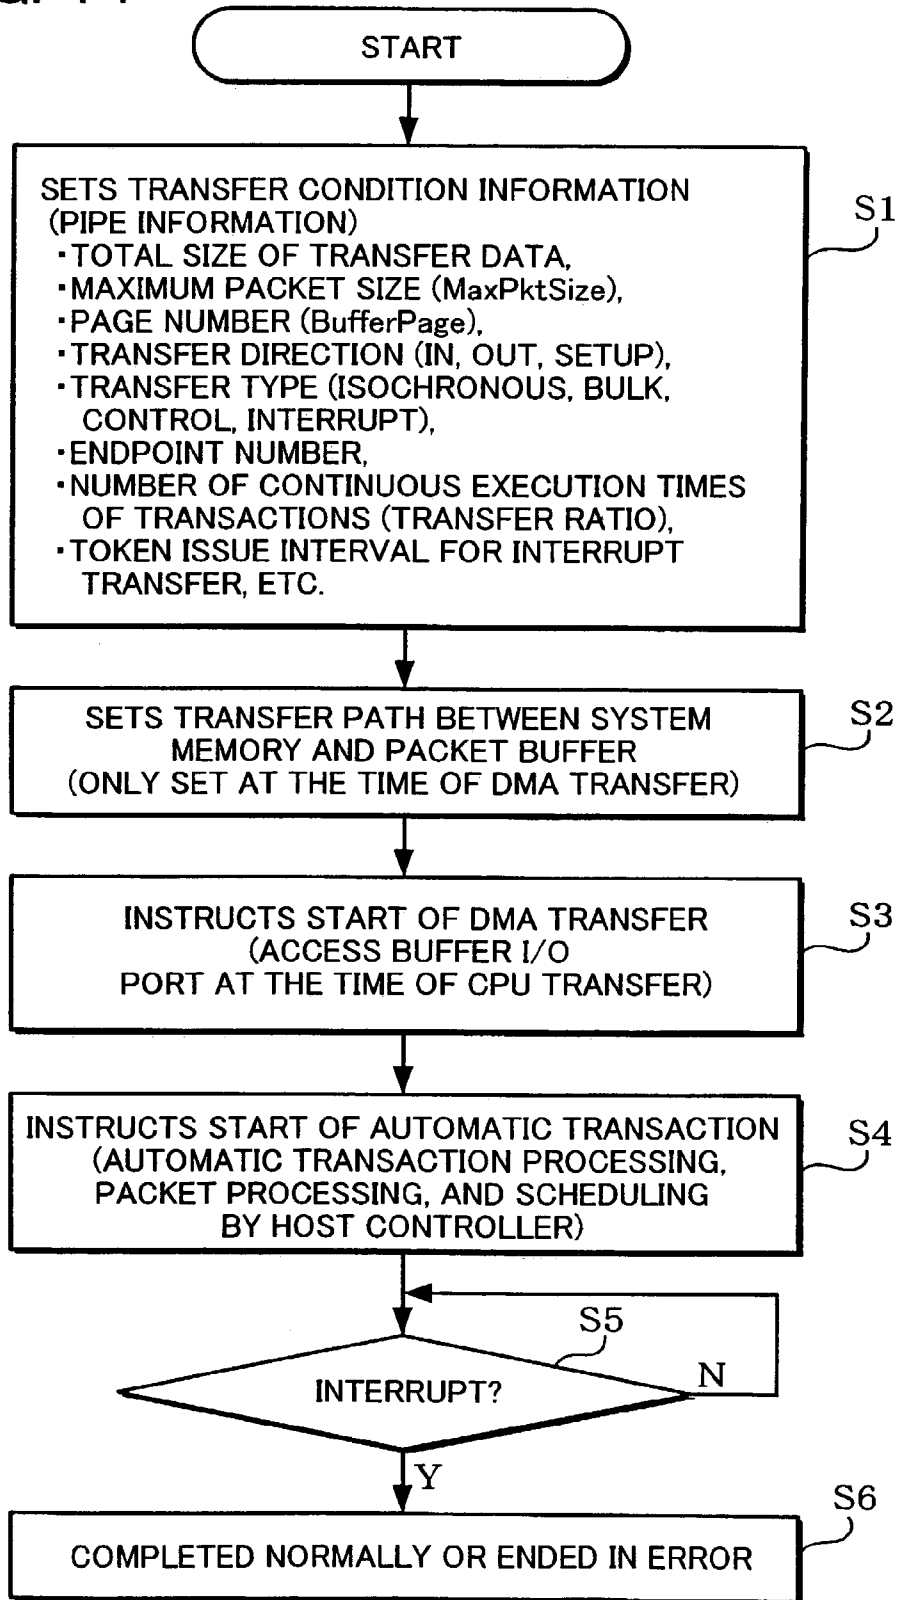 START
SETS TRANSFER CONDITION INFORMATION
(PIPE INFORMATION)
・TOTAL SIZE OF TRANSFER DATA,
・MAXIMUM PACKET SIZE (MaxPktSize),
・PAGE NUMBER (BufferPage),
・TRANSFER DIRECTION (IN, OUT, SETUP),
・TRANSFER TYPE (ISOCHRONOUS, BULK,
CONTROL, INTERRUPT),
・ENDPOINT NUMBER,
・NUMBER OF CONTINUOUS EXECUTION TIMES
OF TRANSACTIONS (TRANSFER RATIO),
・TOKEN ISSUE INTERVAL FOR INTERRUPT
TRANSFER, ETC.
S1
SETS TRANSFER PATH BETWEEN SYSTEM
MEMORY AND PACKET BUFFER
(ONLY SET AT THE TIME OF DMA TRANSFER)
S2
INSTRUCTS START OF DMA TRANSFER
(ACCESS BUFFER I/O
PORT AT THE TIME OF CPU TRANSFER)
S3
INSTRUCTS START OF AUTOMATIC TRANSACTION
(AUTOMATIC TRANSACTION PROCESSING,
PACKET PROCESSING, AND SCHEDULING
BY HOST CONTROLLER)
S4
S5
INTERRUPT?
N
Y
S6
COMPLETED NORMALLY OR ENDED IN ERROR